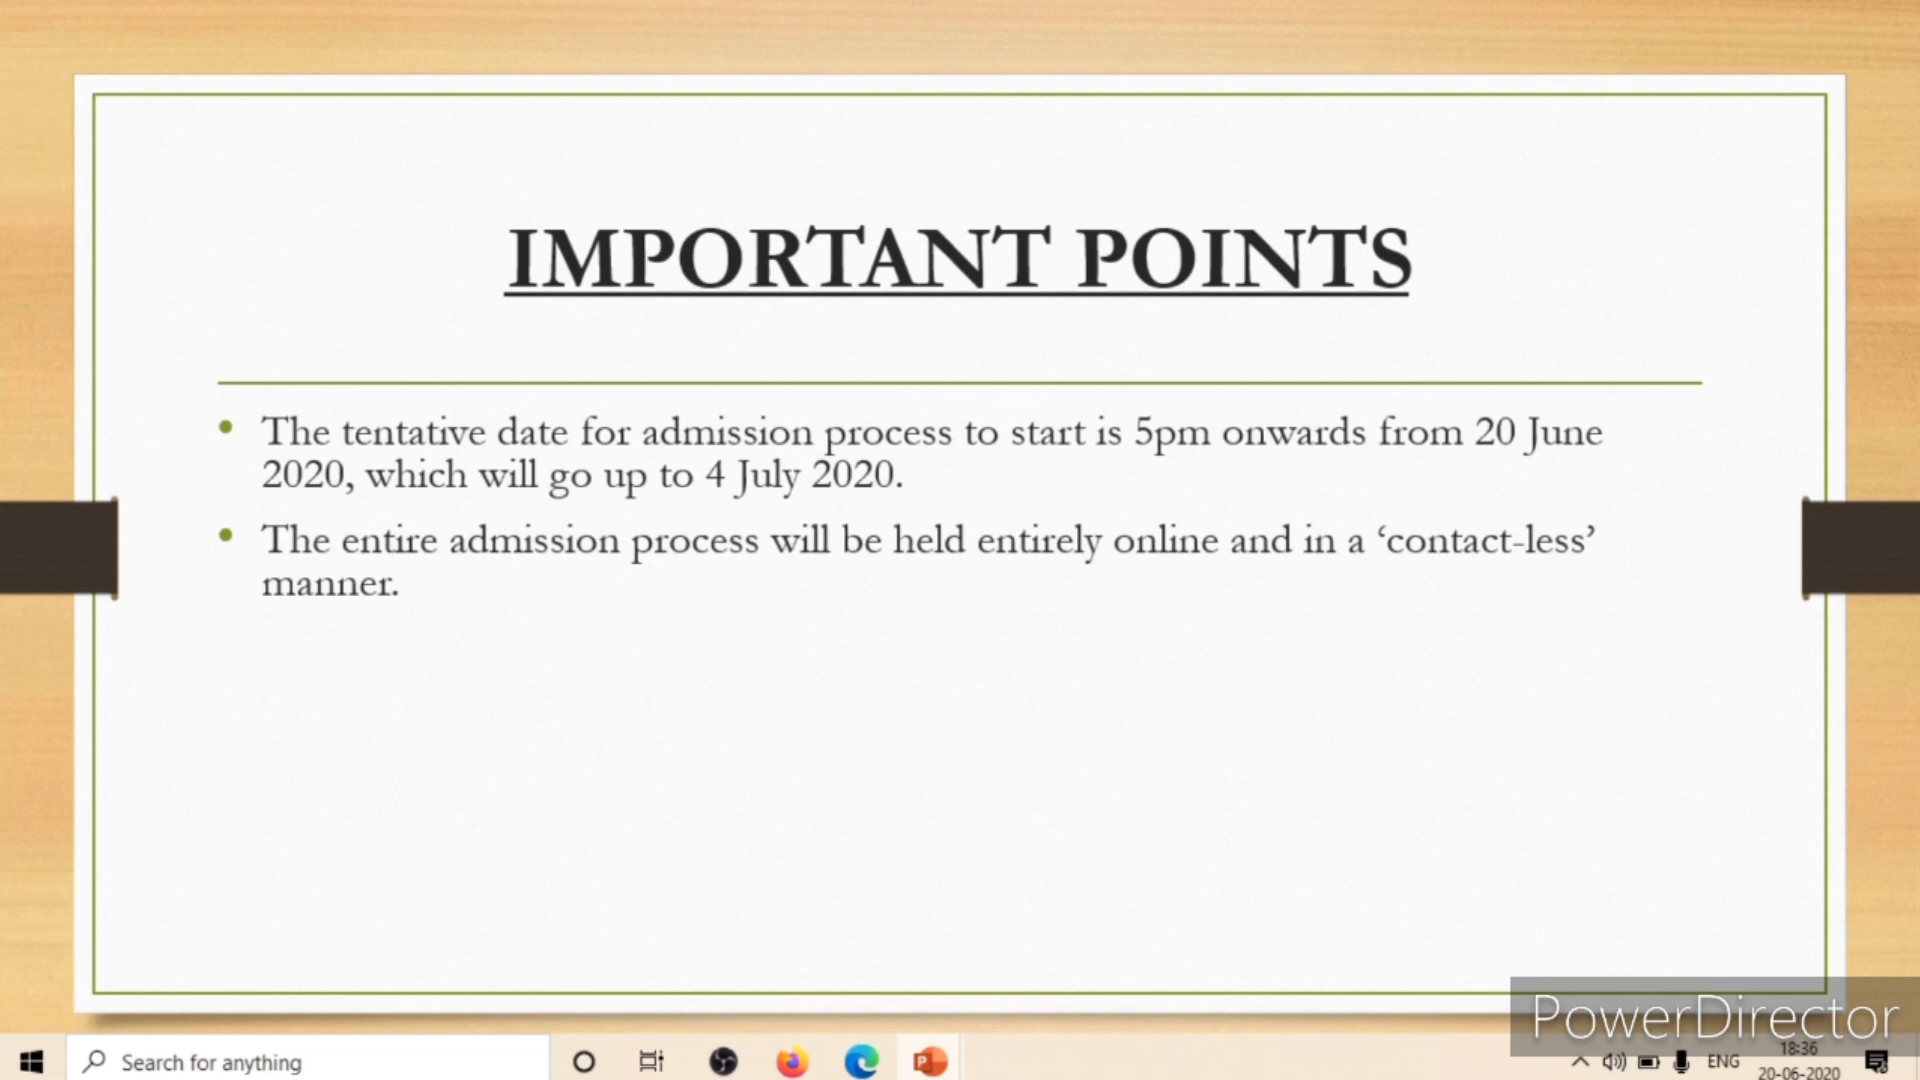 IMPORTANT POINTS
• The tentative date for admission process to start is 5pm onwards from 20 June
2020, which will go up to 4 July 2020.
• The entire admission process will be held entirely online and in a ‘contact-less’
manner.
PowerDirector
Search for anything
ENG
18:36
20-06-2020